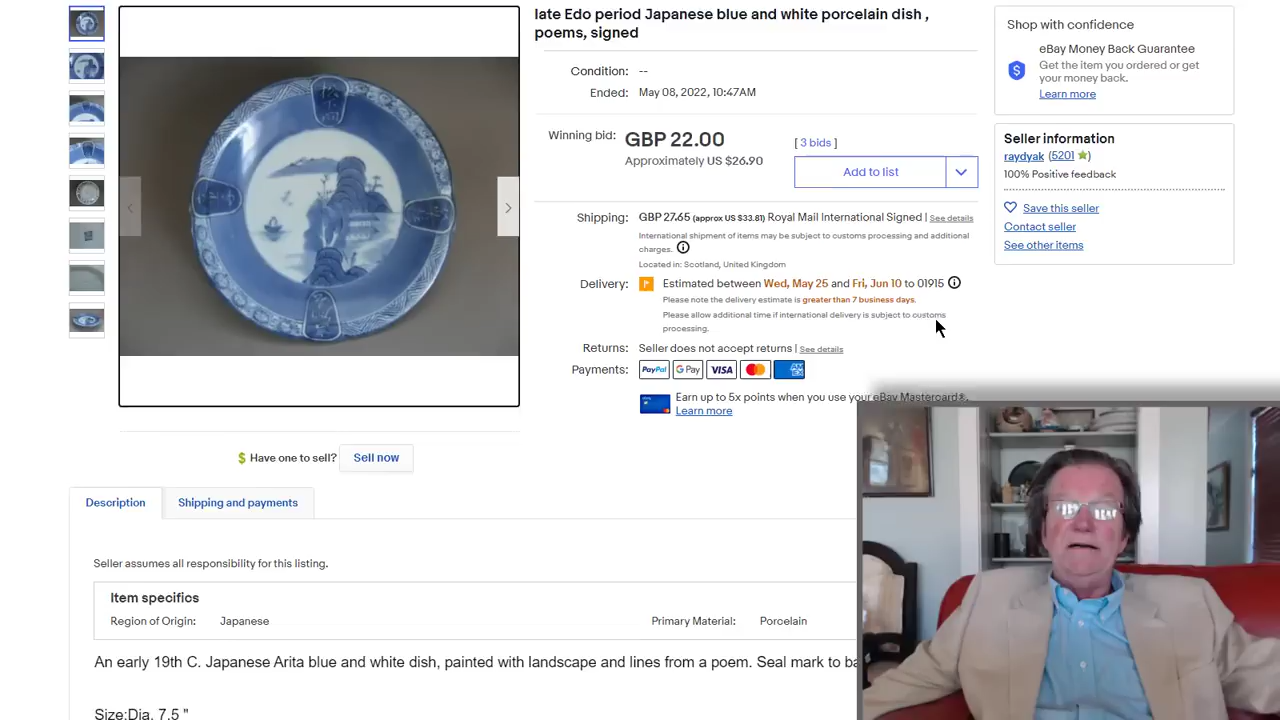 late Edo period Japanese blue and white porcelain dish ,
poems, signed
Condition: --
Ended: May 08, 2022, 10:47AM
Winning bid: GBP 22.00 [ 3 bids ]
Approximately US $26.90
Add to list
Shipping: GBP 27.65 (approx US $33.81) Royal Mail International Signed | See details
International shipment of items may be subject to customs processing and additional
charges.
Located in: Scotland, United Kingdom
Delivery: Estimated between Wed, May 25 and Fri, Jun 10 to 01915
Please note the delivery estimate is greater than 7 business days.
Please allow additional time if international delivery is subject to customs
processing.
Returns: Seller does not accept returns | See details
Payments: PayPal G Pay VISA
Earn up to 5x points when you use your eBay Mastercard®.
Learn more
Shop with confidence
eBay Money Back Guarantee
Get the item you ordered or get
your money back.
Learn more
Seller information
raydyak (5201)
100% Positive feedback
Save this seller
Contact seller
See other items
$ Have one to sell? Sell now
Description
Shipping and payments
Seller assumes all responsibility for this listing.
Item specifics
Region of Origin: Japanese Primary Material: Porcelain
An early 19th C. Japanese Arita blue and white dish, painted with landscape and lines from a poem. Seal mark to ba
Size:Dia. 7.5 "